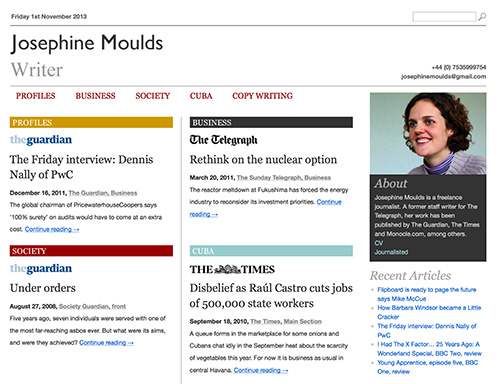 Friday 1st November 2013
Josephine Moulds
Writer
+44 (0) 7535999754
josephinemoulds@gmail.com
PROFILES
BUSINESS
SOCIETY
CUBA
COPY WRITING
PROFILES
theguardian
The Friday interview: Dennis
Nally of PwC
December 16, 2011, The Guardian, Business
The global chairman of PricewaterhouseCoopers says
'100% surety' on audits would have to come at an extra
cost. Continue reading →
BUSINESS
The Telegraph
Rethink on the nuclear option
March 20, 2011, The Sunday Telegraph, Business
The reactor meltdown at Fukushima has forced the energy
industry to reconsider its investment priorities. Continue
reading →
SOCIETY
theguardian
Under orders
August 27, 2008, Society Guardian, front
Five years ago, seven individuals were served with one of
the most far-reaching asbos ever. But what were its aims,
and were they achieved? Continue reading →
CUBA
THE TIMES
Disbelief as Raúl Castro cuts jobs
of 500,000 state workers
September 18, 2010, The Times, Main Section
A queue forms in the marketplace for some onions and
Cubans chat idly in the September heat about the scarcity
of vegetables this year. For now it is business as usual in
central Havana. Continue reading →
About
Josephine Moulds is a freelance
journalist. A former staff writer for The
Telegraph, her work has been
published by The Guardian, The Times
and Monocle.com, among others.
CV
Journalisted
Recent Articles
Flipboard is ready to page the future
says Mike McCue
How Barbara Windsor became a Little
Cracker
The Friday interview: Dennis Nally of
PwC
I Had The X Factor... 25 Years Ago: A
Wonderful Special, BBC Two, review
Young Apprentice, episode five, BBC
One, review